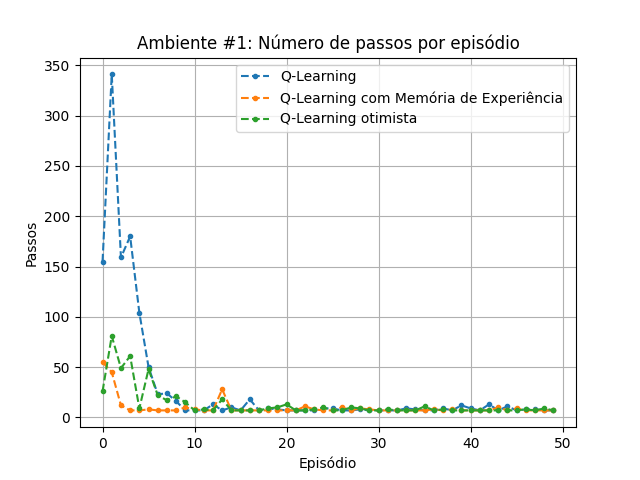 Ambiente #1: Número de passos por episódio
Q-Learning
Q-Learning com Memória de Experiência
Q-Learning otimista
Passos
350
300
250
200
150
100
50
0
0 10 20 30 40 50
Episódio